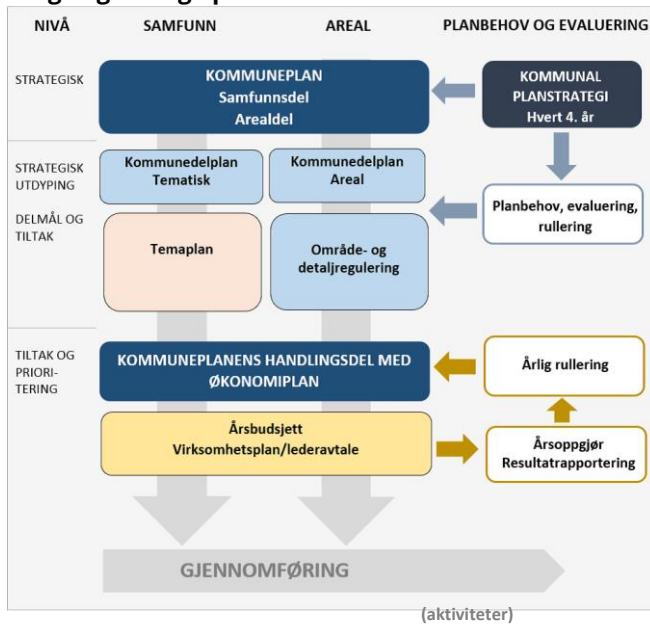 NIVÅ
SAMFUNN
AREAL
PLANBEHOV OG EVALUERING
STRATEGISK
KOMMUNEPLAN
Samfunnsdel
Arealdel
KOMMUNAL
PLANSTRATEGI
Hvert 4. år
STRATEGISK
UTDYPING
Kommunedelplan
Tematisk
Kommunedelplan
Areal
DELMÅL OG
TILTAK
Temaplan
Område- og
detaljregulering
Planbehov, evaluering,
rullering
TILTAK OG
PRIORI-
TERING
KOMMUNEPLANENS HANDLINGSDEL MED
ØKONOMIPLAN
Årlig rullering
Årsbudsjett
Virksomhetsplan/lederavtale
Årsoppgjør
Resultatrapportering
GJENNOMFØRING
(aktiviteter)